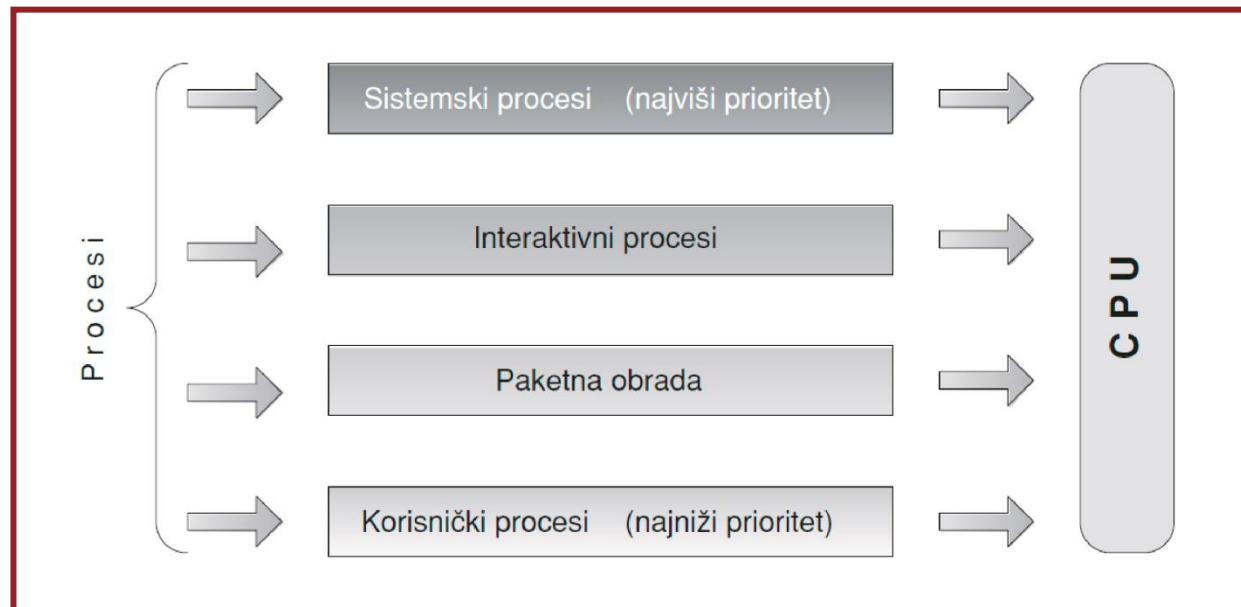 Procesi
Sistemski procesi (najviši prioritet)
Interaktivni procesi
Paketna obrada
Korisnički procesi (najniži prioritet)
CPU